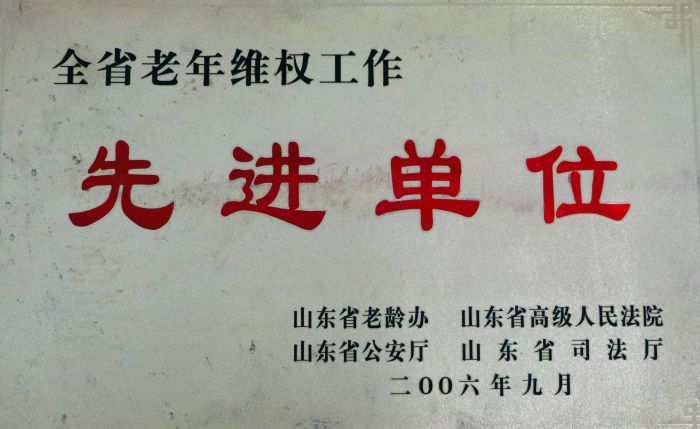 全省老年维权工作
先进单位
山东省老龄办 山东省高级人民法院
山东省公安厅 山东省司法厅
二00六年九月